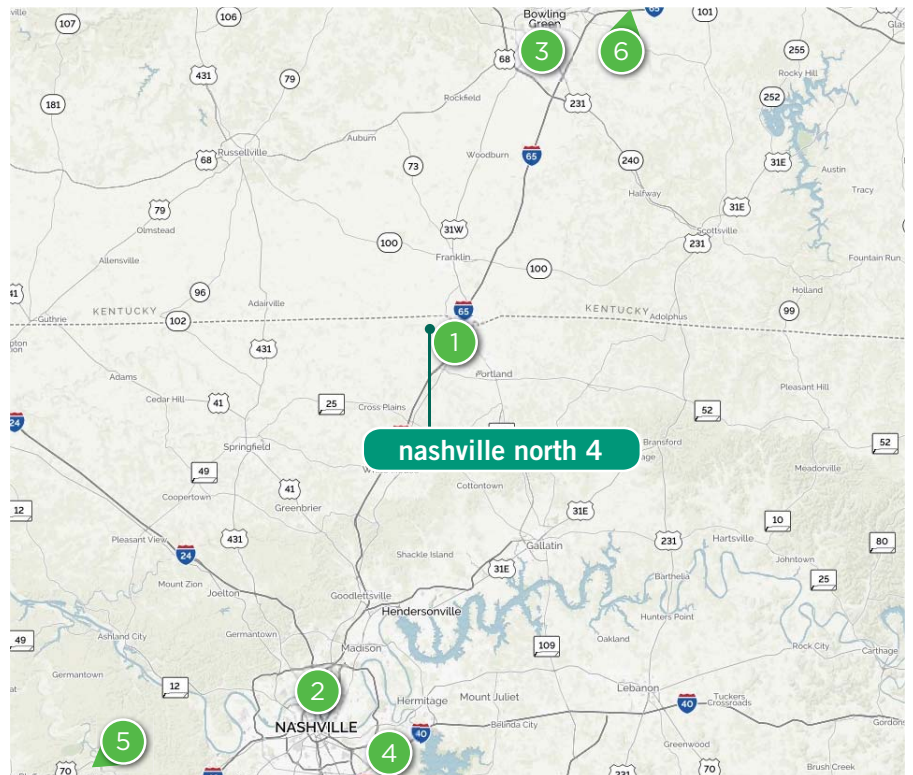 ville
107
106
Bowling
Green
65
101
Glas
3
6
255
68
431
79
Rocky Hill
252
181
Rockfield
231
Auburn
Woodburn
65
Russellville
68
73
240
31E
Austin
Halfway
Tracy
79
31W
31E
Olmstead
Scottsville
100
231
Franklin
Allensville
100
Fountain Run
96
Holland
41
Adairville
65
KENTUCKY
KENTUCKY
Guthrie
102
Adolphus
99
1
431
Adams
Portland
Pleasant Hill
Cedar Hill
41
25
Cross Plains
52
24
nashville north 4
Bransford
52
Springfield
49
Meadorville
41
Cottontown
Coopertown
Greenbrier
12
31E
10
Pleasant View
431
231
Hartsville
80
24
Gallatin
Shackle Island
Johntown
31E
Mount Zion
Joelton
Barthelia
25
Goodlettsville
Hendersonville
Hunters Point
Ashland City
Germantown
Oakland
49
Madison
109
Rock City
Carthage
Germantown
12
2
Lebanon
Hermitage
Mount Juliet
Tuckers
Crossroads
40
NASHVILLE
40
Belinda City
Gordons
5
4
Greenwood
70
231
Brush Creek